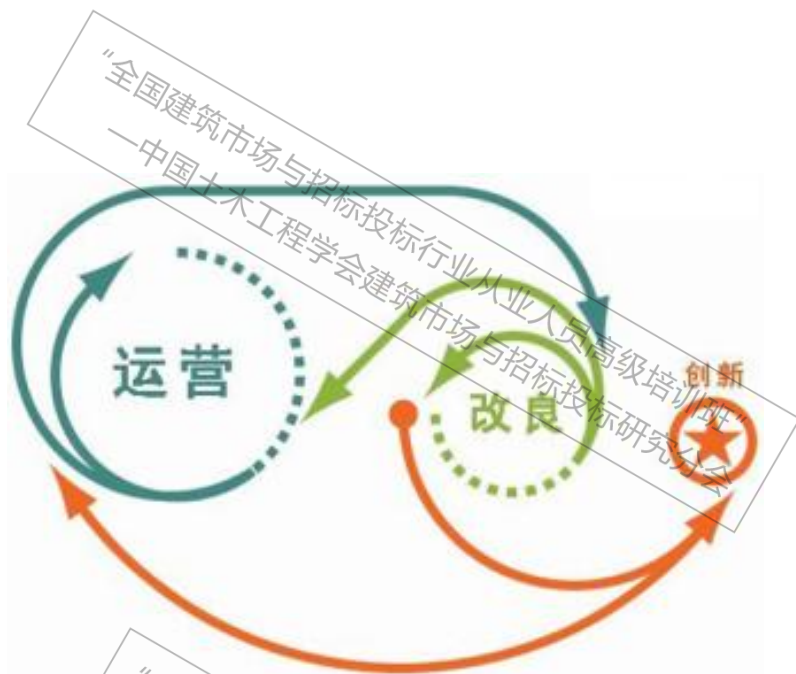 “全国建筑市场与招标投标行业从业人员高级培训班”
—中国土木工程学会建筑市场与招标投标研究分会
运营
改良
创新
“